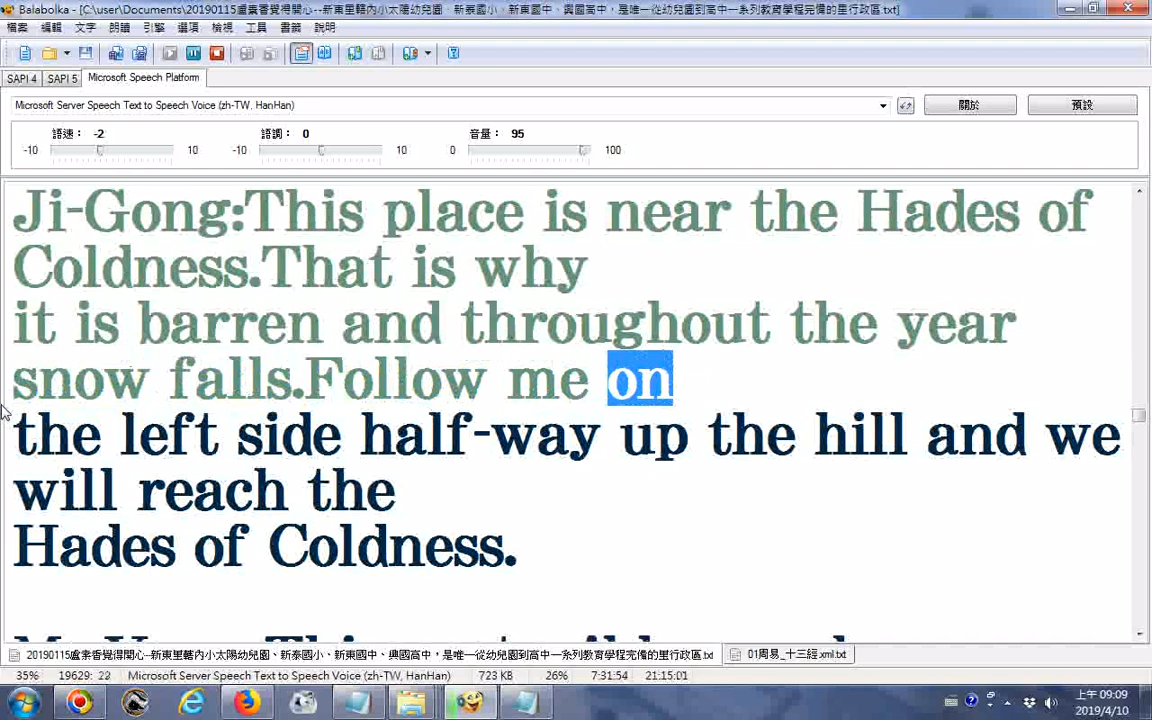 Balabolka - [C:\user\Documents\20190115盧素香覺得開心--新東里轄內小太陽幼兒園、新泰國小、新東國中、興國高中，是唯一從幼兒園到高中一系列教育學程完備的里行政區.txt]
檔案 編輯 文字 朗讀 引擎 選項 檢視 工具 書籤 說明
SAPI 4 SAPI 5 Microsoft Speech Platform
Microsoft Server Speech Text to Speech Voice (zh-TW, HanHan) 關於 預設
語速： -2 語調： 0 音量： 95
-10 10 -10 10 0 100
Ji-Gong:This place is near the Hades of
Coldness.That is why
it is barren and throughout the year
snow falls.Follow me on
the left side half-way up the hill and we
will reach the
Hades of Coldness.
20190115盧素香覺得開心--新東里轄內小太陽幼兒園、新泰國小、新東國中、興國高中，是唯一從幼兒園到高中一系列教育學程完備的里行政區.txt 01周易_十三經.xml.txt
35% 19629: 22 Microsoft Server Speech Text to Speech Voice (zh-TW, HanHan) 723 KB 26% 7:31:54 21:15:01
上午 09:09
2019/4/10